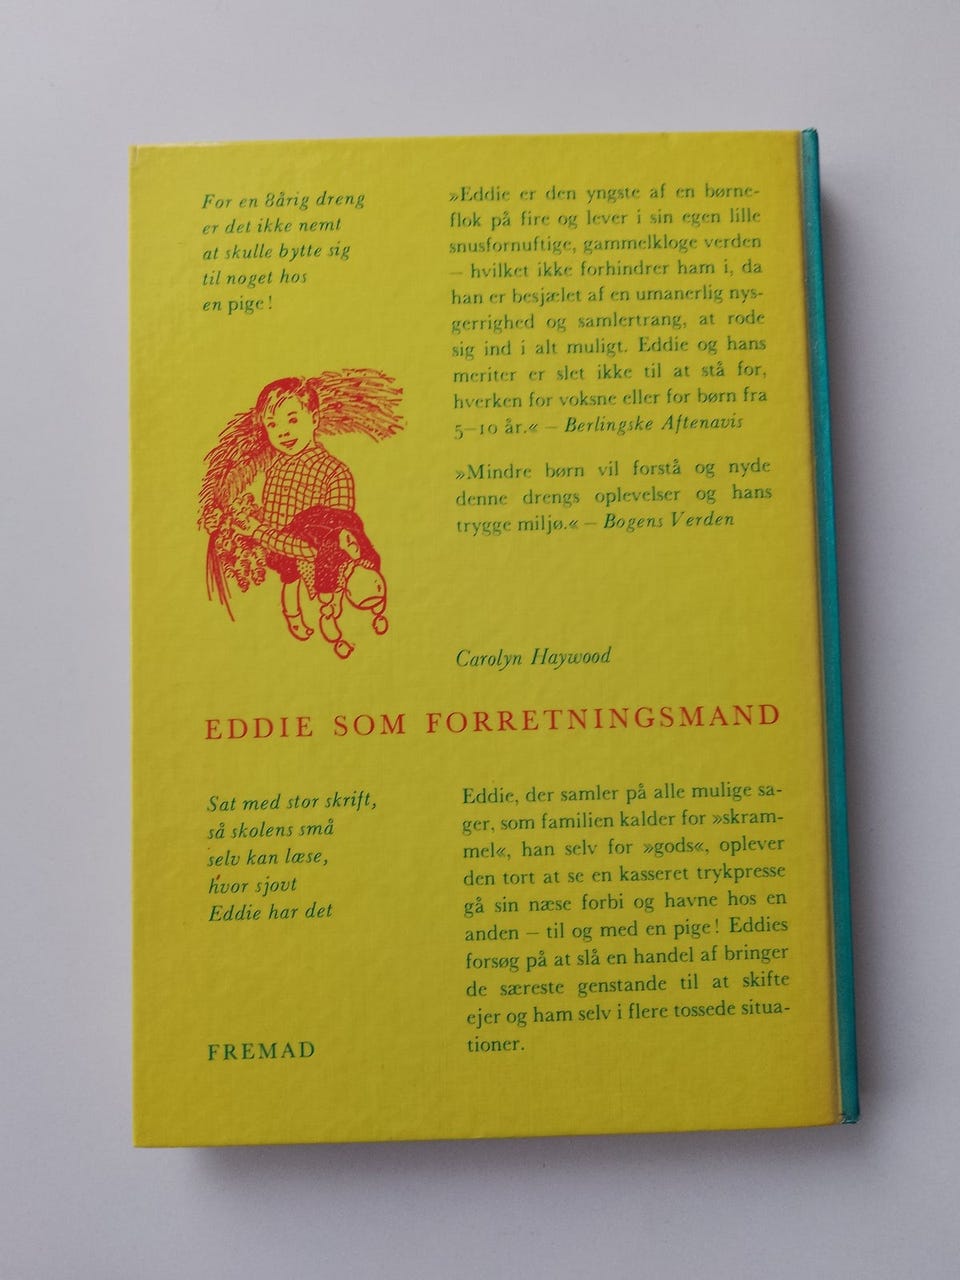 For en 8årig dreng
er det ikke nemt
at skulle bytte sig
til noget hos
en pige!
»Eddie er den yngste af en børne-
flok på fire og lever i sin egen lille
snusfornuftige, gammelkloge verden
– hvilket ikke forhindrer ham i, da
han er besjælet af en umanerlig nys-
gerrighed og samlertrang, at rode
sig ind i alt muligt. Eddie og hans
meriter er slet ikke til at stå for,
hverken for voksne eller for børn fra
5–10 år.« – Berlingske Aftenavis
»Mindre børn vil forstå og nyde
denne drengs oplevelser og hans
trygge miljø.« – Bogens Verden
Carolyn Haywood
EDDIE SOM FORRETNINGSMAND
Sat med stor skrift,
så skolens små
selv kan læse,
hvor sjovt
Eddie har det
Eddie, der samler på alle mulige sa-
ger, som familien kalder for »skram-
mel«, han selv for »gods«, oplever
den tort at se en kasseret trykpresse
gå sin næse forbi og havne hos en
anden – til og med en pige! Eddies
forsøg på at slå en handel af bringer
de særeste genstande til at skifte
ejer og ham selv i flere tossede situa-
tioner.
FREMAD